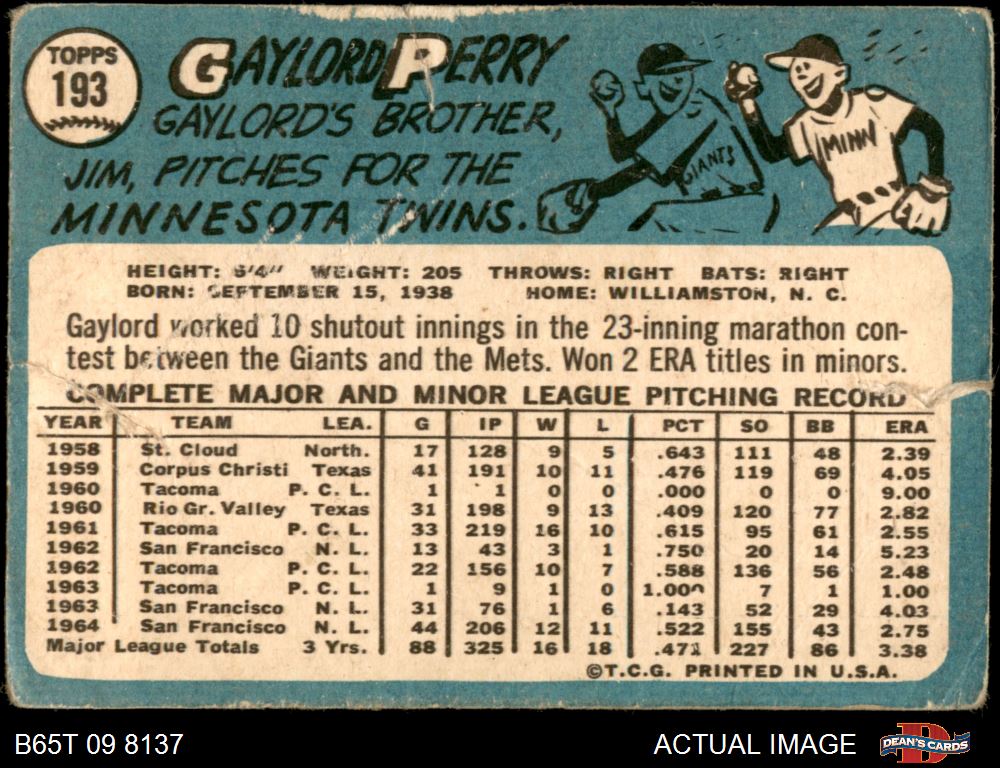 TOPPS
193
GAYLORD PERRY
GAYLORD'S BROTHER,
JIM, PITCHES FOR THE
MINNESOTA TWINS.
GIANTS
MINN
HEIGHT: 6'4" WEIGHT: 205 THROWS: RIGHT BATS: RIGHT
BORN: SEPTEMBER 15, 1938 HOME: WILLIAMSTON, N. C.
Gaylord worked 10 shutout innings in the 23-inning marathon con-
test between the Giants and the Mets. Won 2 ERA titles in minors.
COMPLETE MAJOR AND MINOR LEAGUE PITCHING RECORD
YEAR TEAM LEA. G IP W L PCT SO BB ERA
1958 St. Cloud North. 17 128 9 5 .643 111 48 2.39
1959 Corpus Christi Texas 41 191 10 11 .476 119 69 4.05
1960 Tacoma P. C. L. 1 1 0 0 .000 0 0 9.00
1960 Rio Gr. Valley Texas 31 198 9 13 .409 120 77 2.82
1961 Tacoma P. C. L. 33 219 16 10 .615 95 61 2.55
1962 San Francisco N. L. 13 43 3 1 .750 20 14 5.23
1962 Tacoma P. C. L. 22 156 10 7 .588 136 56 2.48
1963 Tacoma P. C. L. 1 9 1 0 1.000 7 1 1.00
1963 San Francisco N. L. 31 76 1 6 .143 52 29 4.03
1964 San Francisco N. L. 44 206 12 11 .522 155 43 2.75
Major League Totals 3 Yrs. 88 325 16 18 .471 227 86 3.38
©T.C.G. PRINTED IN U.S.A.
B65T 09 8137 ACTUAL IMAGE DEAN'S CARDS